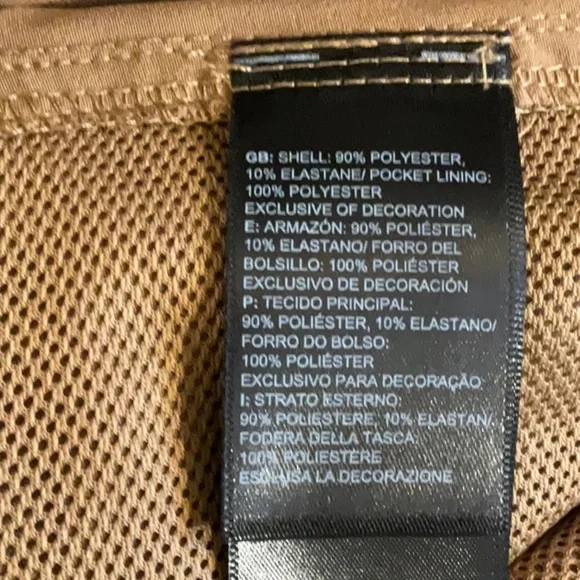 GB: SHELL: 90% POLYESTER,
10% ELASTANE/ POCKET LINING:
100% POLYESTER
EXCLUSIVE OF DECORATION
E: ARMAZÓN: 90% POLIÉSTER,
10% ELASTANO/ FORRO DEL
BOLSILLO: 100% POLIÉSTER
EXCLUSIVO DE DECORACIÓN
P: TECIDO PRINCIPAL:
90% POLIÉSTER, 10% ELASTANO/
FORRO DO BOLSO:
100% POLIÉSTER
EXCLUSIVO PARA DECORAÇÃO
I: STRATO ESTERNO:
90% POLIESTERE, 10% ELASTAN/
FODERA DELLA TASCA:
100% POLIESTERE
ESCLUSA LA DECORAZIONE